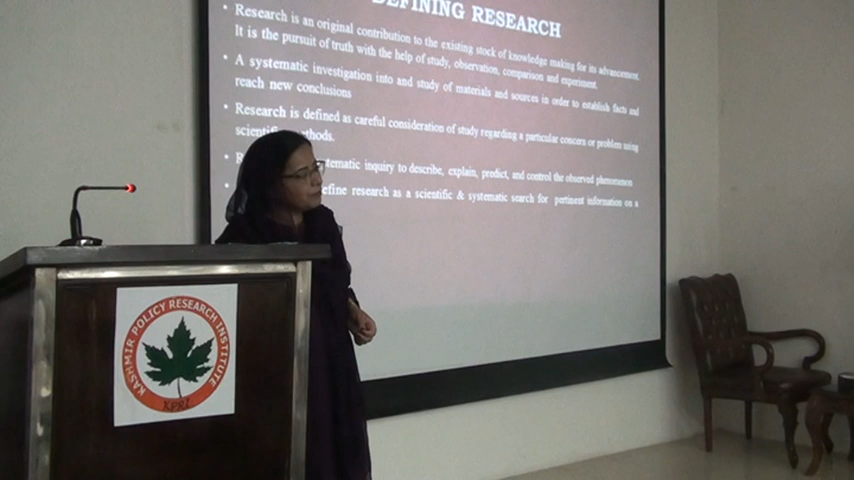 DEFINING RESEARCH
• Research is an original contribution to the existing stock of knowledge making for its advancement.
It is the pursuit of truth with the help of study, observation, comparison and experiment.
• A systematic investigation into and study of materials and sources in order to establish facts and
reach new conclusions
• Research is defined as careful consideration of study regarding a particular concern or problem using
scientific methods.
inquiry to describe, explain, predict, and control the observed phenomenon
research as a scientific & systematic search for pertinent information on a
KASHMIR POLICY RESEARCH INSTITUTE
KPRI